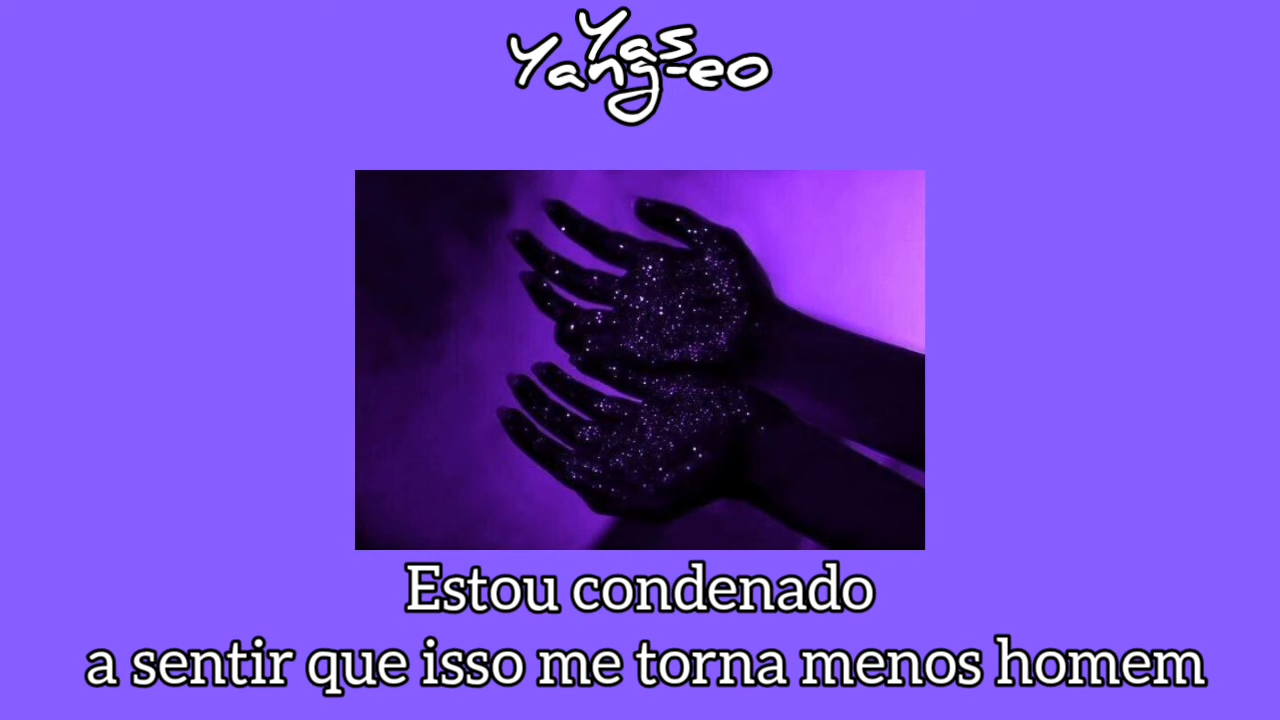 Yas
Yang-eo
Estou condenado
a sentir que isso me torna menos homem